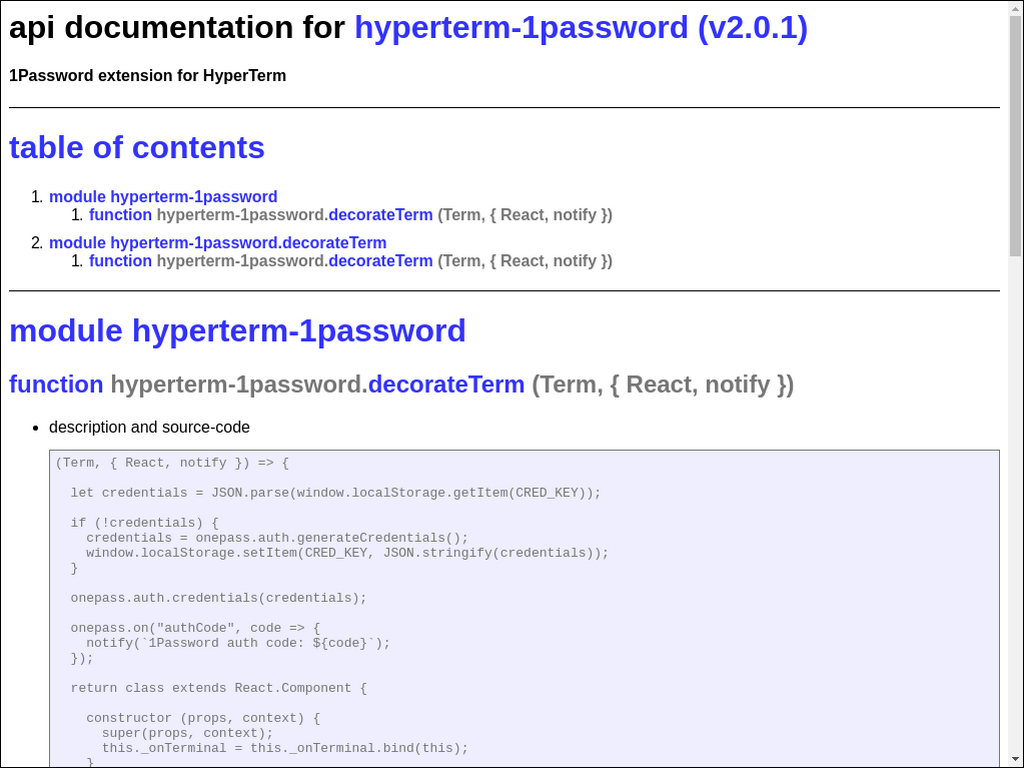 api documentation for hyperterm-1password (v2.0.1)
1Password extension for HyperTerm
table of contents
1. module hyperterm-1password
1. function hyperterm-1password.decorateTerm (Term, { React, notify })
2. module hyperterm-1password.decorateTerm
1. function hyperterm-1password.decorateTerm (Term, { React, notify })
module hyperterm-1password
function hyperterm-1password.decorateTerm (Term, { React, notify })
• description and source-code
(Term, { React, notify }) => {
let credentials = JSON.parse(window.localStorage.getItem(CRED_KEY));
if (!credentials) {
credentials = onepass.auth.generateCredentials();
window.localStorage.setItem(CRED_KEY, JSON.stringify(credentials));
}
onepass.auth.credentials(credentials);
onepass.on("authCode", code => {
notify(`1Password auth code: ${code}`);
});
return class extends React.Component {
constructor (props, context) {
super(props, context);
this._onTerminal = this._onTerminal.bind(this);
}